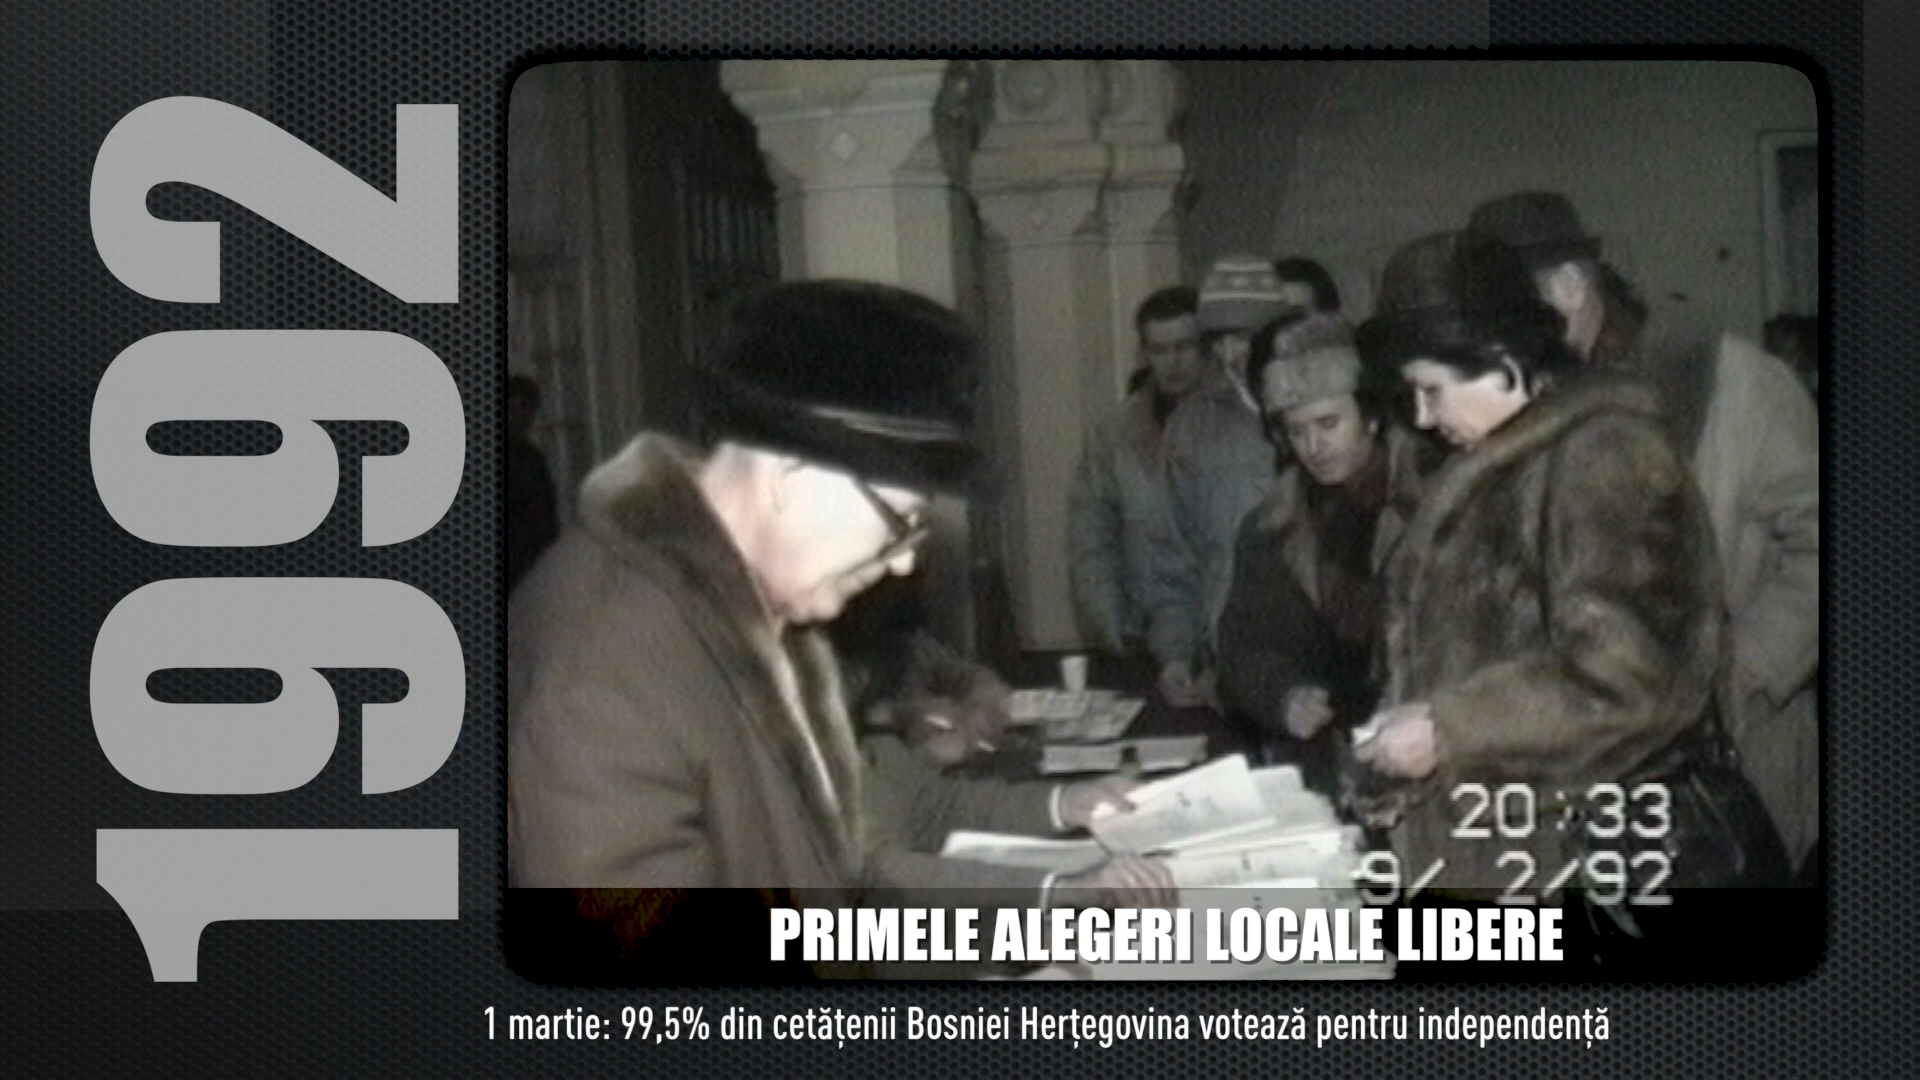 1992
20:33
9/ 2/92
PRIMELE ALEGERI LOCALE LIBERE
1 martie: 99,5% din cetățenii Bosniei Herțegovina votează pentru independență